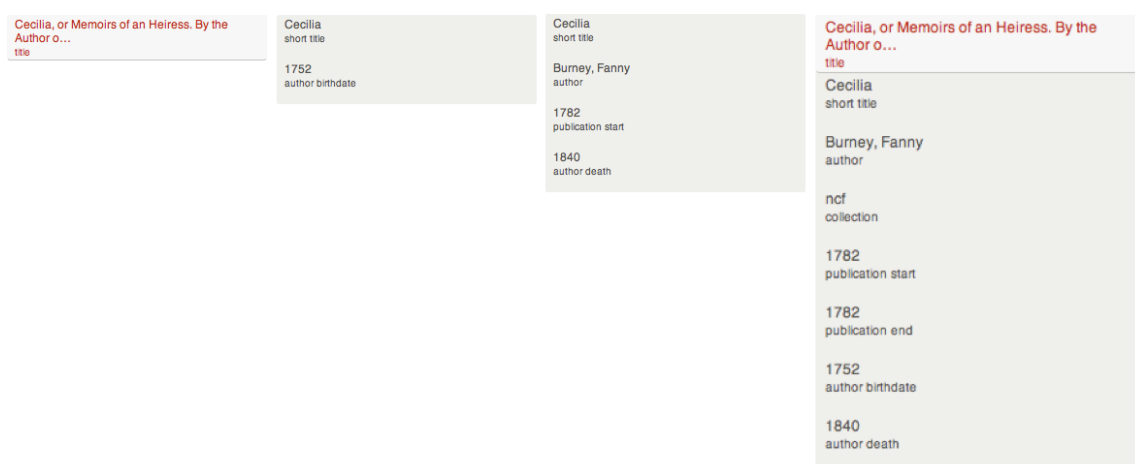 Cecilia, or Memoirs of an Heiress. By the
Author o…
title
Cecilia
short title
1752
author birthdate
Cecilia
short title
Burney, Fanny
author
1782
publication start
1840
author death
Cecilia, or Memoirs of an Heiress. By the
Author o…
title
Cecilia
short title
Burney, Fanny
author
ncf
collection
1782
publication start
1782
publication end
1752
author birthdate
1840
author death